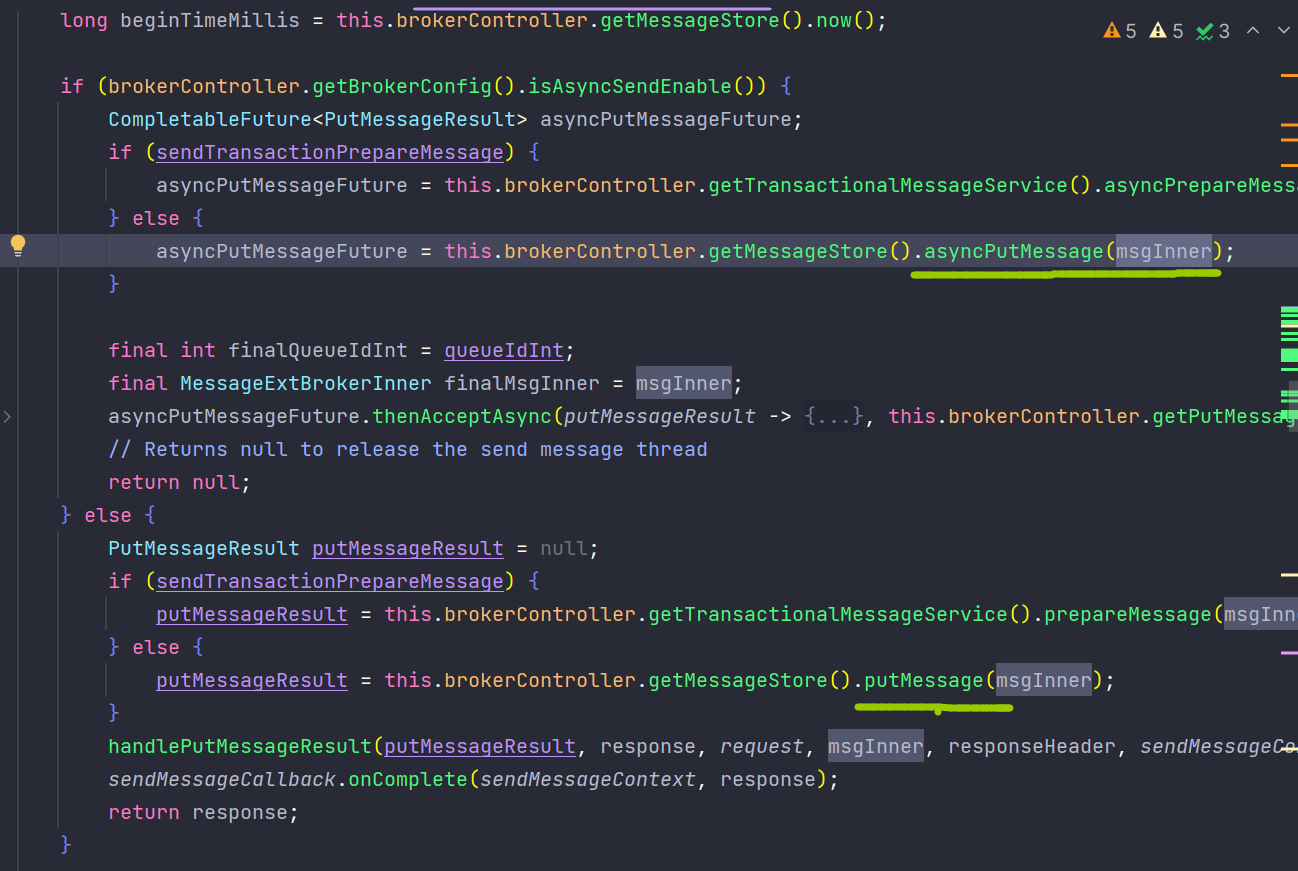 long beginTimeMillis = this.brokerController.getMessageStore().now();
5 5 3
if (brokerController.getBrokerConfig().isAsyncSendEnable()) {
CompletableFuture<PutMessageResult> asyncPutMessageFuture;
if (sendTransactionPrepareMessage) {
asyncPutMessageFuture = this.brokerController.getTransactionalMessageService().asyncPrepareMess
} else {
asyncPutMessageFuture = this.brokerController.getMessageStore().asyncPutMessage(msgInner);
}
final int finalQueueIdInt = queueIdInt;
final MessageExtBrokerInner finalMsgInner = msgInner;
asyncPutMessageFuture.thenAcceptAsync(putMessageResult -> {...}, this.brokerController.getPutMessa
// Returns null to release the send message thread
return null;
} else {
PutMessageResult putMessageResult = null;
if (sendTransactionPrepareMessage) {
putMessageResult = this.brokerController.getTransactionalMessageService().prepareMessage(msgInn
} else {
putMessageResult = this.brokerController.getMessageStore().putMessage(msgInner);
}
handlePutMessageResult(putMessageResult, response, request, msgInner, responseHeader, sendMessageCo
sendMessageCallback.onComplete(sendMessageContext, response);
return response;
}